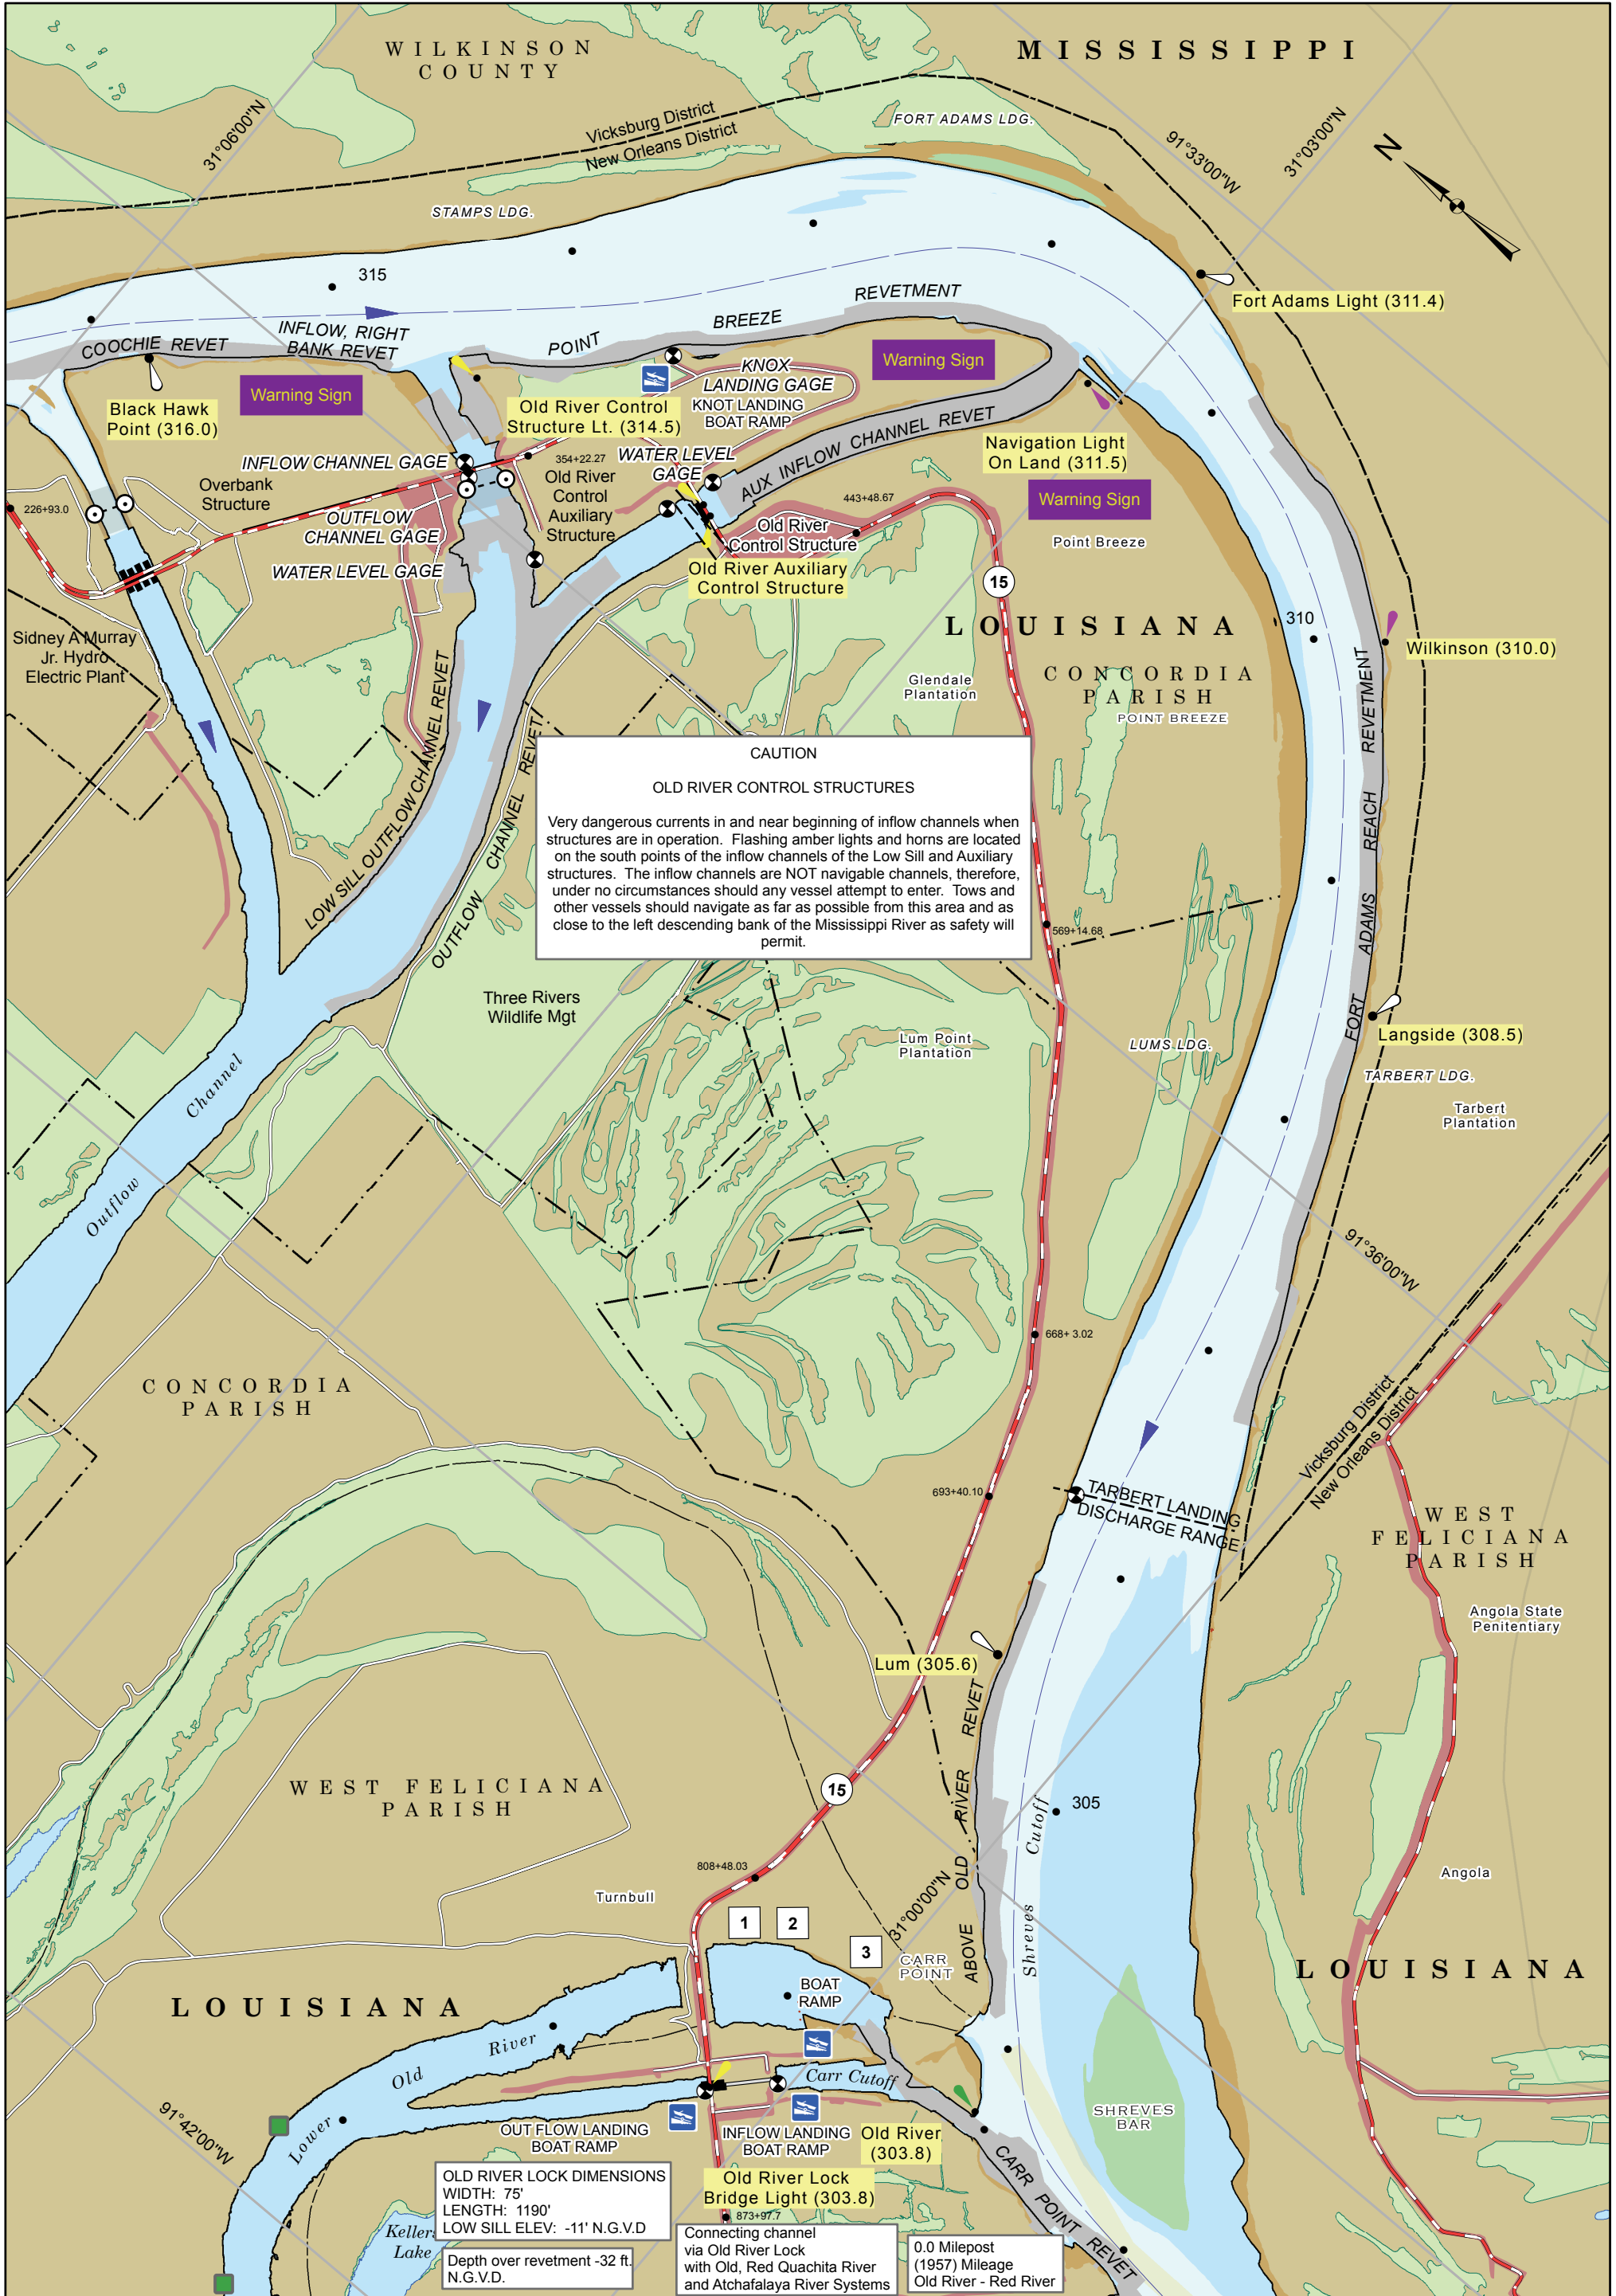 WILKINSON
COUNTY
MISSISSIPPI
31°06'00"N
Vicksburg District
New Orleans District
FORT ADAMS LDG.
91°33'00"W
31°03'00"N
N
STAMPS LDG.
315
Fort Adams Light (311.4)
COOCHIE REVET
INFLOW, RIGHT
BANK REVET
POINT BREEZE REVETMENT
Warning Sign
Black Hawk
Point (316.0)
Old River Control
Structure Lt. (314.5)
KNOX
LANDING GAGE
KNOT LANDING
BOAT RAMP
Warning Sign
AUX INFLOW CHANNEL REVET
Navigation Light
On Land (311.5)
Warning Sign
Point Breeze
INFLOW CHANNEL GAGE
354+22.27
WATER LEVEL
GAGE
Overbank
Structure
226+93.0
OUTFLOW
CHANNEL GAGE
WATER LEVEL GAGE
Old River
Control
Auxiliary
Structure
443+48.67
Old River
Control Structure
Old River Auxiliary
Control Structure
15
310
Wilkinson (310.0)
LOUISIANA
CONCORDIA
PARISH
POINT BREEZE
Sidney A Murray
Jr. Hydro
Electric Plant
Glendale
Plantation
LOW SILL OUTFLOW CHANNEL REVET
OUTFLOW CHANNEL REVET
FORT ADAMS REACH REVETMENT
CAUTION
OLD RIVER CONTROL STRUCTURES
Very dangerous currents in and near beginning of inflow channels when
structures are in operation. Flashing amber lights and horns are located
on the south points of the inflow channels of the Low Sill and Auxiliary
structures. The inflow channels are NOT navigable channels, therefore,
under no circumstances should any vessel attempt to enter. Tows and
other vessels should navigate as far as possible from this area and as
close to the left descending bank of the Mississippi River as safety will
permit.
569+14.68
Three Rivers
Wildlife Mgt
Lum Point
Plantation
LUMS LDG.
Langside (308.5)
TARBERT LDG.
Tarbert
Plantation
Outflow Channel
91°36'00"W
668+ 3.02
CONCORDIA
PARISH
Vicksburg District
New Orleans District
693+40.10
TARBERT LANDING
DISCHARGE RANGE
WEST
FELICIANA
PARISH
Angola State
Penitentiary
Lum (305.6)
WEST FELICIANA
PARISH
15
305
ABOVE OLD RIVER REVET
Shreves Cutoff
808+48.03
Turnbull
Angola
1
2
3
31°00'00"N
CARR
POINT
LOUISIANA
LOUISIANA
BOAT
RAMP
Lower Old River
Carr Cutoff
SHREVES
BAR
91°42'00"W
OUT FLOW LANDING
BOAT RAMP
INFLOW LANDING
BOAT RAMP
Old River
(303.8)
CARR POINT REVET
OLD RIVER LOCK DIMENSIONS
WIDTH: 75'
LENGTH: 1190'
LOW SILL ELEV: -11' N.G.V.D
Old River Lock
Bridge Light (303.8)
873+97.7
Kellers
Lake
Depth over revetment -32 ft.
N.G.V.D.
Connecting channel
via Old River Lock
with Old, Red Quachita River
and Atchafalaya River Systems
0.0 Milepost
(1957) Mileage
Old River - Red River